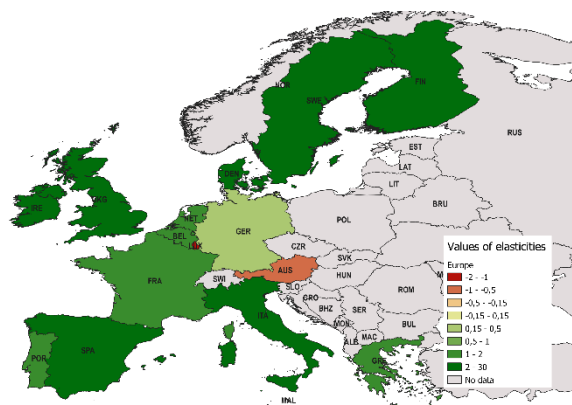 FIN
NOR
SWE
RUS
EST
LAT
DEN
LIT
IRE
UKG
BRU
NET
POL
GER
BEL
LUX
CZR
SVK
FRA
AUS
HUN
SWI
SLO
ROM
CRO
BHZ
SER
ITA
MON
BUL
MAC
ALB
POR
SPA
MAL
Values of elasticities
Europe
-2 - -1
-1 - -0,5
-0,5 - -0,15
-0,15 - 0,15
0,15 - 0,5
0,5 - 1
1 - 2
2 - 30
No data